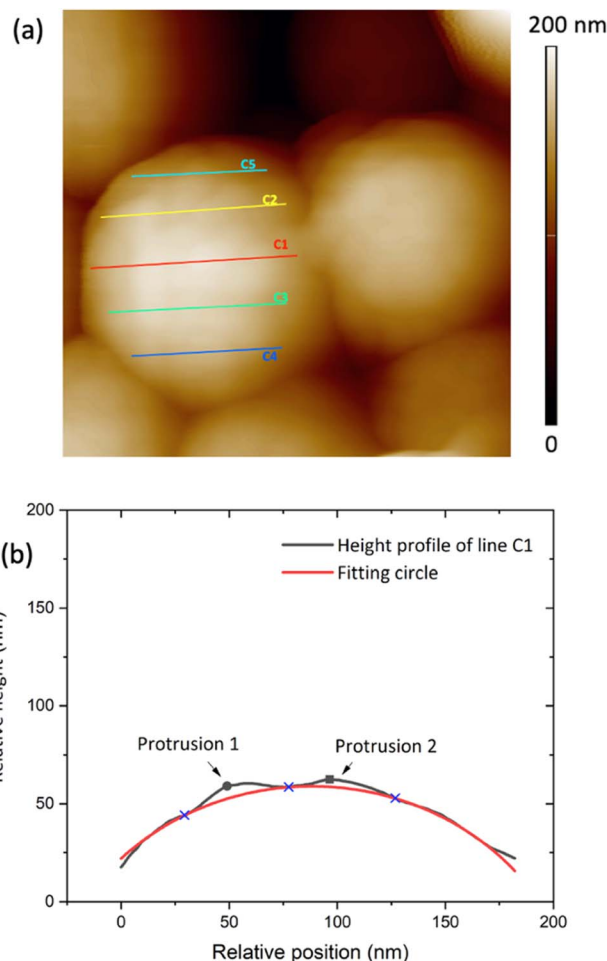 (a)
200 nm
C5
C2
C1
C3
C4
0
(b)
200
150
100
50
0
Height profile of line C1
Fitting circle
Protrusion 1
Protrusion 2
0
50
100
150
200
Relative position (nm)